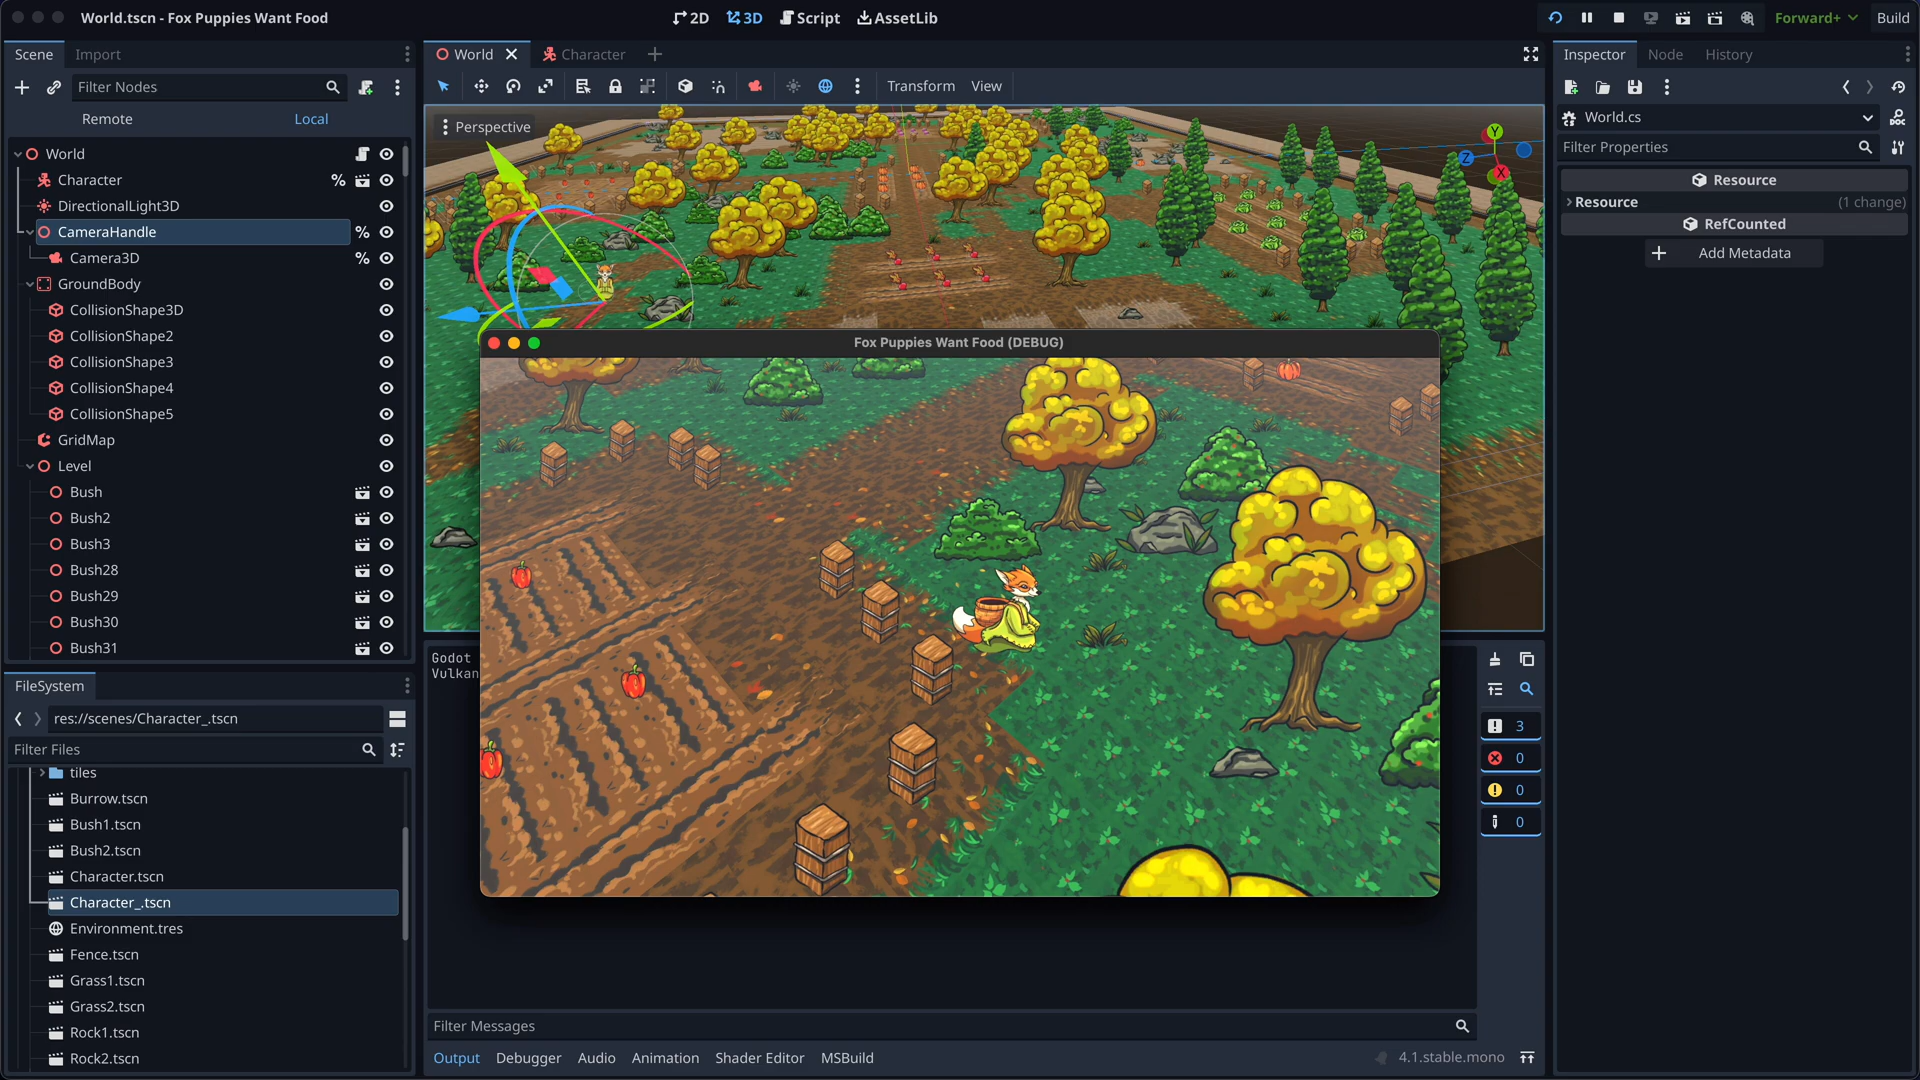 World.tscn - Fox Puppies Want Food
2D 3D Script AssetLib
Forward+ Build
Scene Import
Filter Nodes
Remote Local
World
Character
DirectionalLight3D
CameraHandle
Camera3D
GroundBody
CollisionShape3D
CollisionShape2
CollisionShape3
CollisionShape4
CollisionShape5
GridMap
Level
Bush
Bush2
Bush3
Bush28
Bush29
Bush30
Bush31
FileSystem
res://scenes/Character_.tscn
Filter Files
tiles
Burrow.tscn
Bush1.tscn
Bush2.tscn
Character.tscn
Character_.tscn
Environment.tres
Fence.tscn
Grass1.tscn
Grass2.tscn
Rock1.tscn
Rock2.tscn
World Character
Transform View
Perspective
Y
Z
X
Fox Puppies Want Food (DEBUG)
Godot
Vulkan
3
0
0
0
Filter Messages
Output Debugger Audio Animation Shader Editor MSBuild
4.1.stable.mono
Inspector Node History
World.cs
DOC
Filter Properties
Resource
Resource (1 change)
RefCounted
Add Metadata